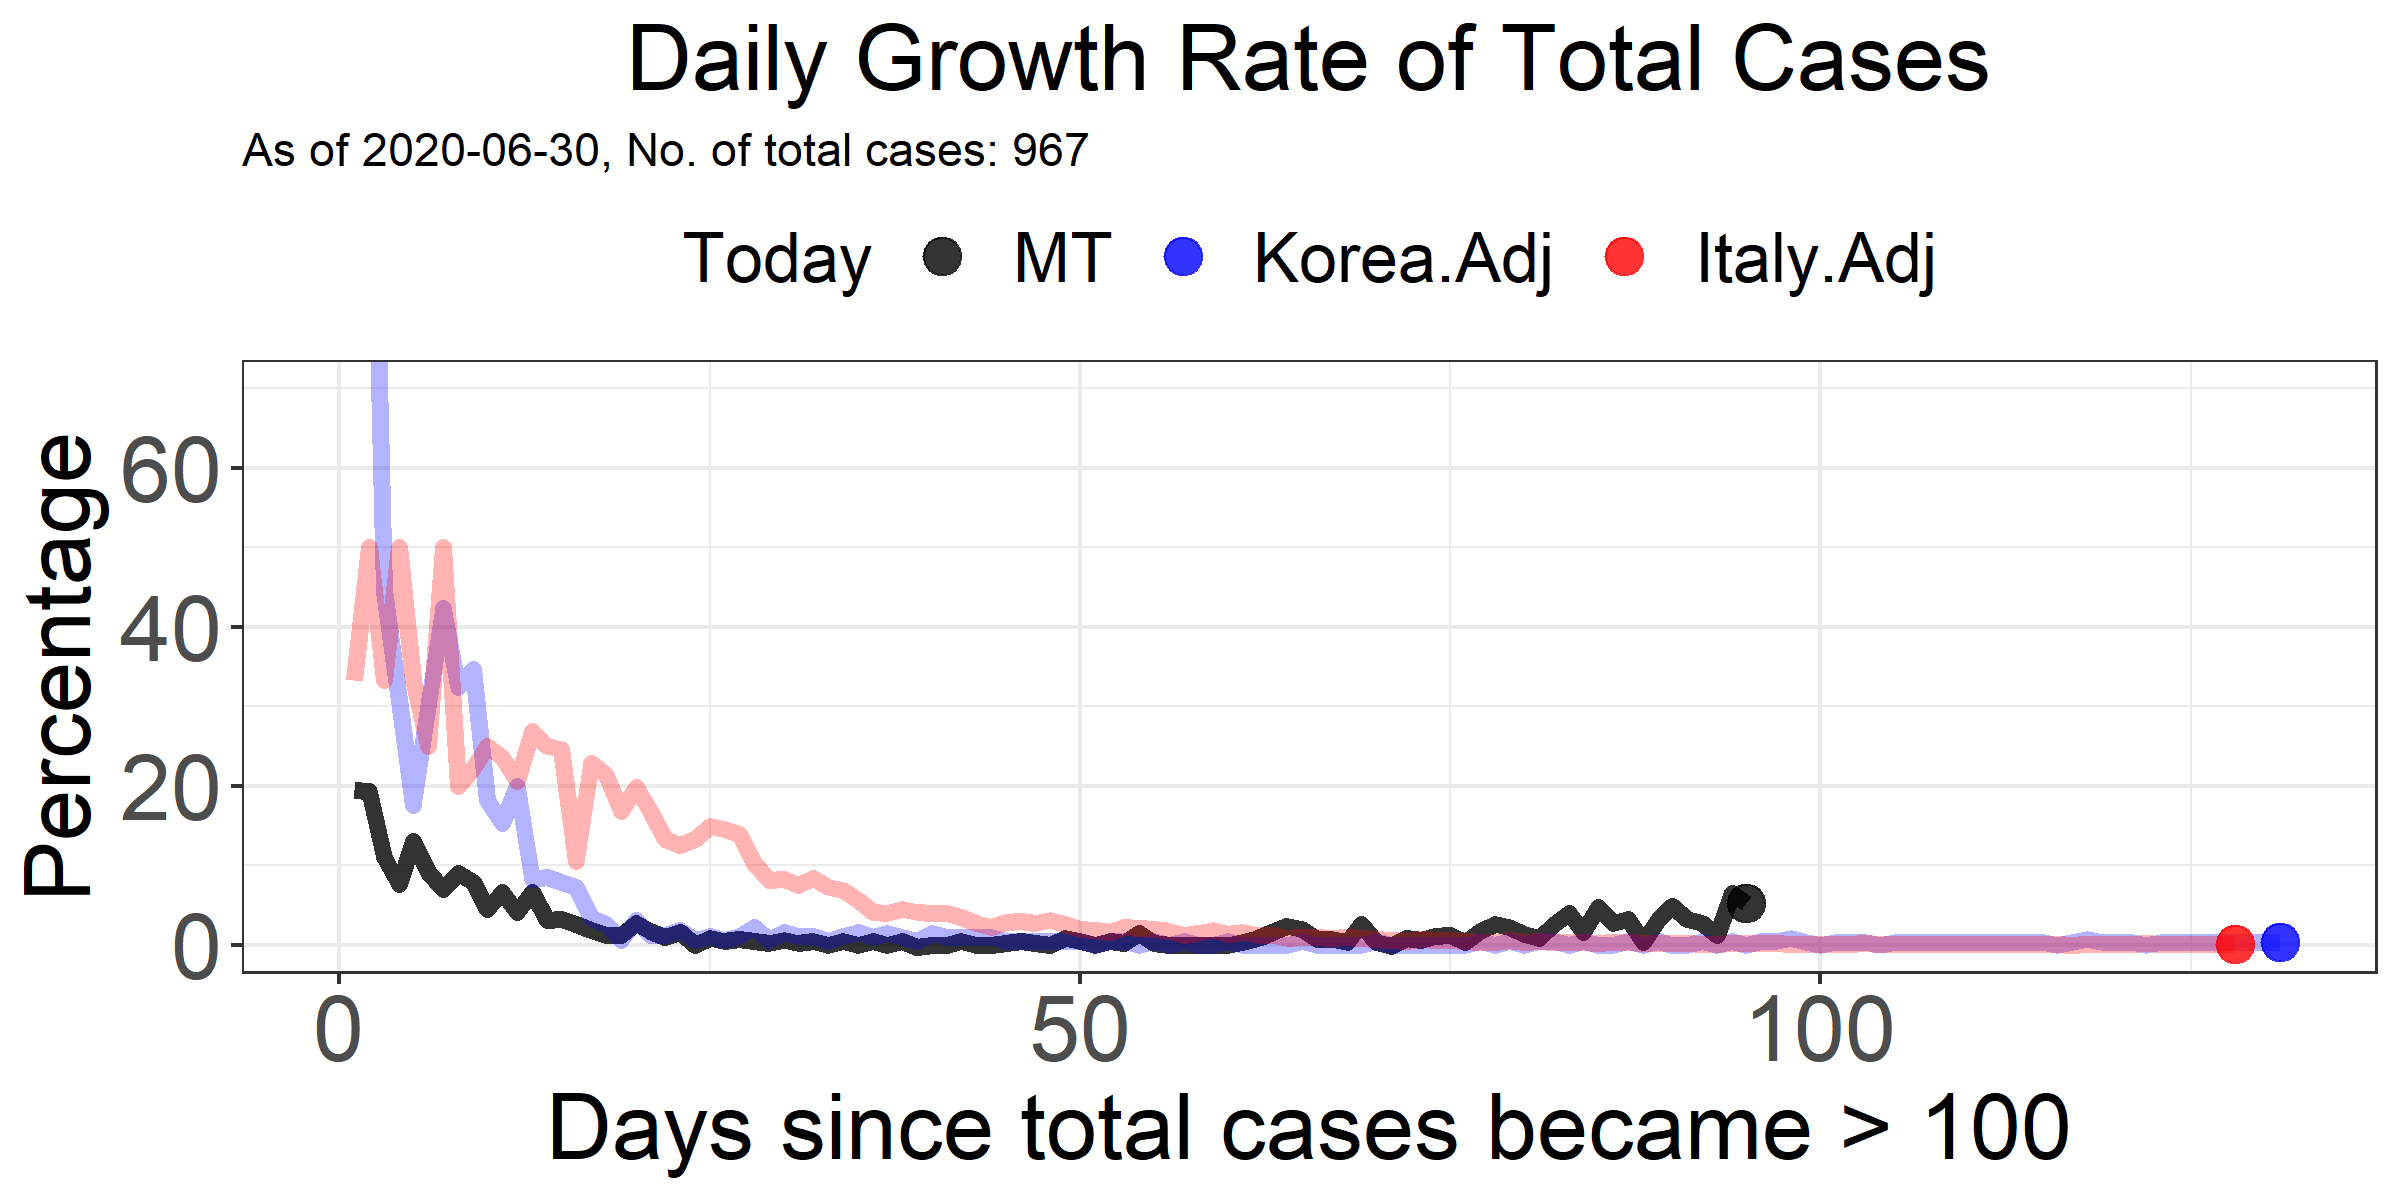 Daily Growth Rate of Total Cases
As of 2020-06-30, No. of total cases: 967
Today MT Korea.Adj Italy.Adj
Percentage
60
40
20
0
0 50 100
Days since total cases became > 100